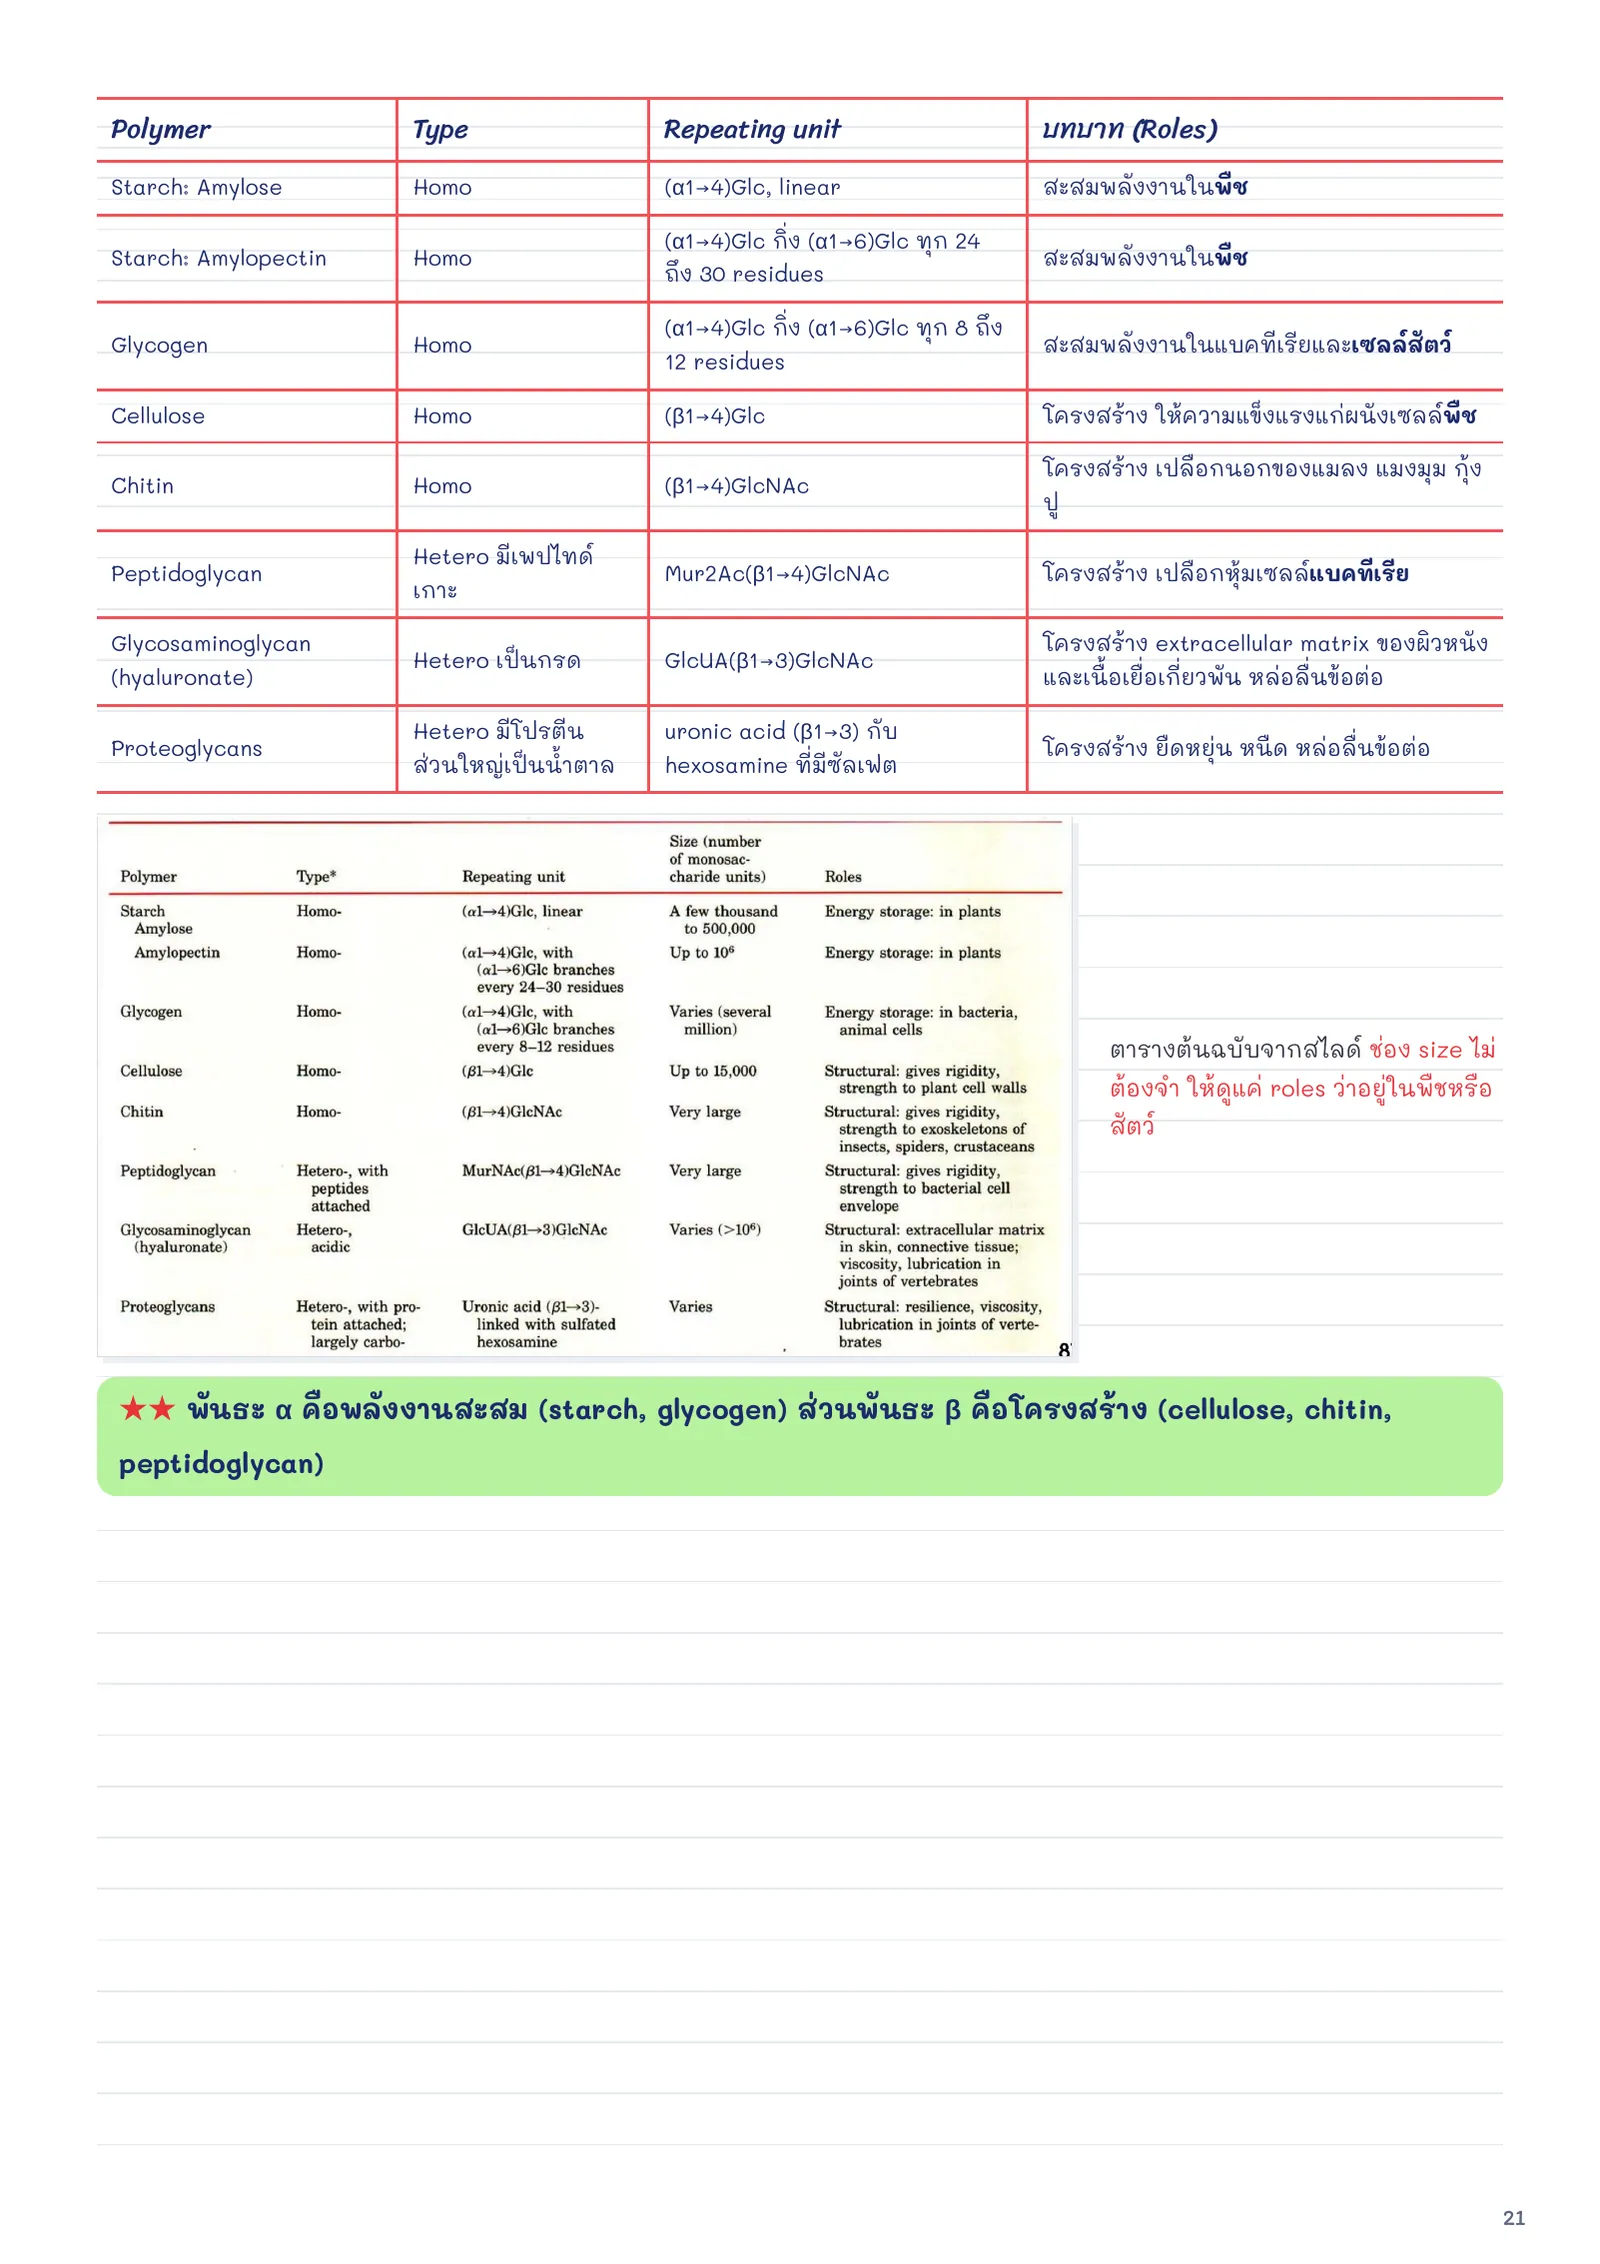 Polymer Type Repeating unit บทบาท (Roles)
Starch: Amylose Homo (α1→4)Glc, linear สะสมพลังงานในพืช
Starch: Amylopectin Homo (α1→4)Glc กิ่ง (α1→6)Glc ทุก 24
ถึง 30 residues สะสมพลังงานในพืช
Glycogen Homo (α1→4)Glc กิ่ง (α1→6)Glc ทุก 8 ถึง
12 residues สะสมพลังงานในแบคทีเรียและเซลล์สัตว์
Cellulose Homo (β1→4)Glc โครงสร้าง ให้ความแข็งแรงแก่ผนังเซลล์พืช
Chitin Homo (β1→4)GlcNAc โครงสร้าง เปลือกนอกของแมลง แมงมุม กุ้ง
ปู
Peptidoglycan Hetero มีเพปไทด์
เกาะ Mur2Ac(β1→4)GlcNAc โครงสร้าง เปลือกหุ้มเซลล์แบคทีเรีย
Glycosaminoglycan
(hyaluronate) Hetero เป็นกรด GlcUA(β1→3)GlcNAc โครงสร้าง extracellular matrix ของผิวหนัง
และเนื้อเยื่อเกี่ยวพัน หล่อลื่นข้อต่อ
Proteoglycans Hetero มีโปรตีน
ส่วนใหญ่เป็นน้ำตาล uronic acid (β1→3) กับ
hexosamine ที่มีซัลเฟต โครงสร้าง ยืดหยุ่น หนืด หล่อลื่นข้อต่อ
Size (number
of monosac-
Polymer Type* Repeating unit charide units) Roles
Starch Homo- (α1→4)Glc, linear A few thousand Energy storage: in plants
Amylose to 500,000
Amylopectin Homo- (α1→4)Glc, with Up to 10⁶ Energy storage: in plants
(α1→6)Glc branches
every 24–30 residues
Glycogen Homo- (α1→4)Glc, with Varies (several Energy storage: in bacteria,
(α1→6)Glc branches million) animal cells
every 8–12 residues
Cellulose Homo- (β1→4)Glc Up to 15,000 Structural: gives rigidity,
strength to plant cell walls
Chitin Homo- (β1→4)GlcNAc Very large Structural: gives rigidity,
strength to exoskeletons of
insects, spiders, crustaceans
Peptidoglycan Hetero-, with MurNAc(β1→4)GlcNAc Very large Structural: gives rigidity,
peptides strength to bacterial cell
attached envelope
Glycosaminoglycan Hetero-, GlcUA(β1→3)GlcNAc Varies (>10⁶) Structural: extracellular matrix
(hyaluronate) acidic in skin, connective tissue;
viscosity, lubrication in
joints of vertebrates
Proteoglycans Hetero-, with pro- Uronic acid (β1→3)- Varies Structural: resilience, viscosity,
tein attached; linked with sulfated lubrication in joints of verte-
largely carbo- hexosamine brates
8
ตารางต้นฉบับจากสไลด์ ช่อง size ไม่
ต้องจำ ให้ดูแค่ roles ว่าอยู่ในพืชหรือ
สัตว์
★★ พันธะ α คือพลังงานสะสม (starch, glycogen) ส่วนพันธะ β คือโครงสร้าง (cellulose, chitin,
peptidoglycan)
21